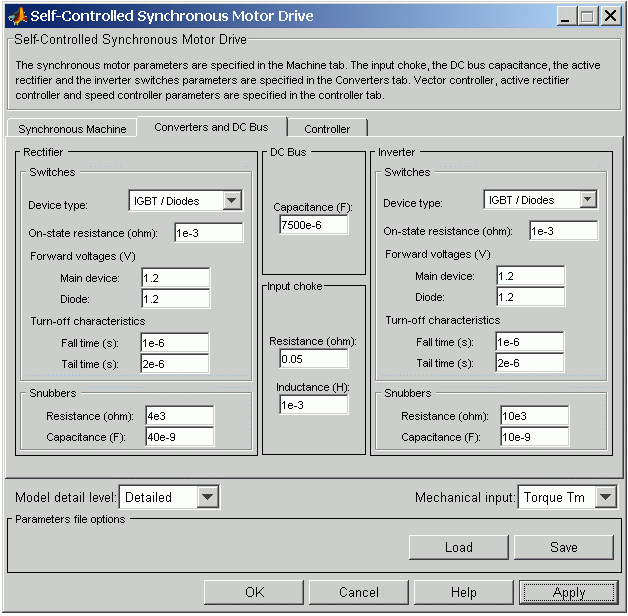 Self-Controlled Synchronous Motor Drive
Self-Controlled Synchronous Motor Drive
The synchronous motor parameters are specified in the Machine tab. The input choke, the DC bus capacitance, the active
rectifier and the inverter switches parameters are specified in the Converters tab. Vector controller, active rectifier
controller and speed controller parameters are specified in the controller tab.
Synchronous Machine
Converters and DC Bus
Controller
Rectifier
Switches
Device type: IGBT / Diodes
On-state resistance (ohm): 1e-3
Forward voltages (V)
Main device: 1.2
Diode: 1.2
Turn-off characteristics
Fall time (s): 1e-6
Tail time (s): 2e-6
Snubbers
Resistance (ohm): 4e3
Capacitance (F): 40e-9
DC Bus
Capacitance (F):
7500e-6
Input choke
Resistance (ohm):
0.05
Inductance (H):
1e-3
Inverter
Switches
Device type: IGBT / Diodes
On-state resistance (ohm): 1e-3
Forward voltages (V)
Main device: 1.2
Diode: 1.2
Turn-off characteristics
Fall time (s): 1e-6
Tail time (s): 2e-6
Snubbers
Resistance (ohm): 10e3
Capacitance (F): 10e-9
Model detail level: Detailed
Mechanical input: Torque Tm
Parameters file options
Load
Save
OK
Cancel
Help
Apply